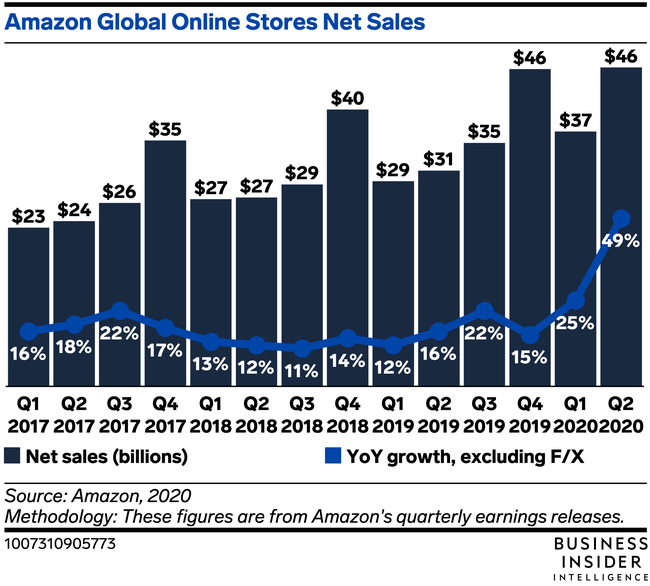 Amazon Global Online Stores Net Sales
$23 $24 $26 $35 $27 $27 $29 $40 $29 $31 $35 $46 $37 $46
16% 18% 22% 17% 13% 12% 11% 14% 12% 16% 22% 15% 25% 49%
Q1 Q2 Q3 Q4 Q1 Q2 Q3 Q4 Q1 Q2 Q3 Q4 Q1 Q2
2017 2017 2017 2017 2018 2018 2018 2018 2019 2019 2019 2019 2020 2020
Net sales (billions) YoY growth, excluding F/X
Source: Amazon, 2020
Methodology: These figures are from Amazon's quarterly earnings releases.
1007310905773
BUSINESS
INSIDER
INTELLIGENCE